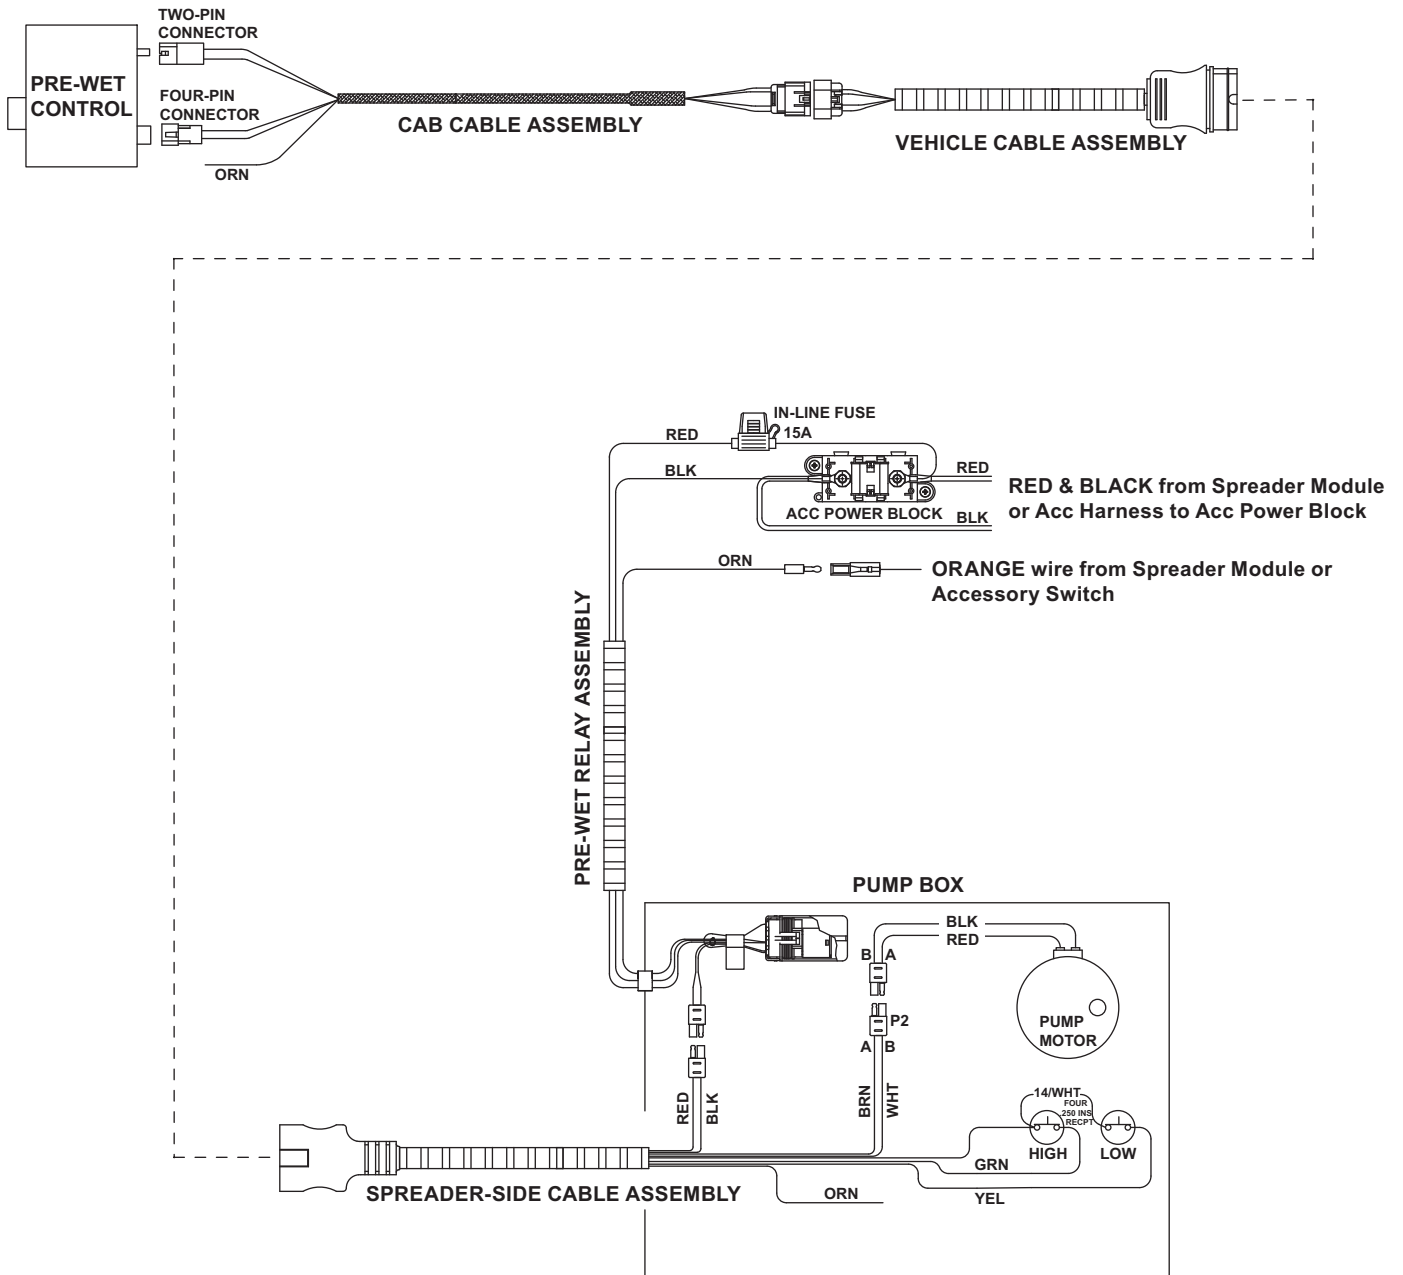 TWO-PIN
CONNECTOR
PRE-WET
CONTROL
FOUR-PIN
CONNECTOR
ORN
CAB CABLE ASSEMBLY
VEHICLE CABLE ASSEMBLY
IN-LINE FUSE
15A
RED
BLK
RED
ACC POWER BLOCK
BLK
RED & BLACK from Spreader Module
or Acc Harness to Acc Power Block
ORN
ORANGE wire from Spreader Module or
Accessory Switch
PRE-WET RELAY ASSEMBLY
PUMP BOX
BLK
RED
B A
P2
A B
PUMP
MOTOR
RED
BLK
BRN
WHT
14/WHT
FOUR
.250 INS
RECPT
HIGH
LOW
GRN
YEL
ORN
SPREADER-SIDE CABLE ASSEMBLY